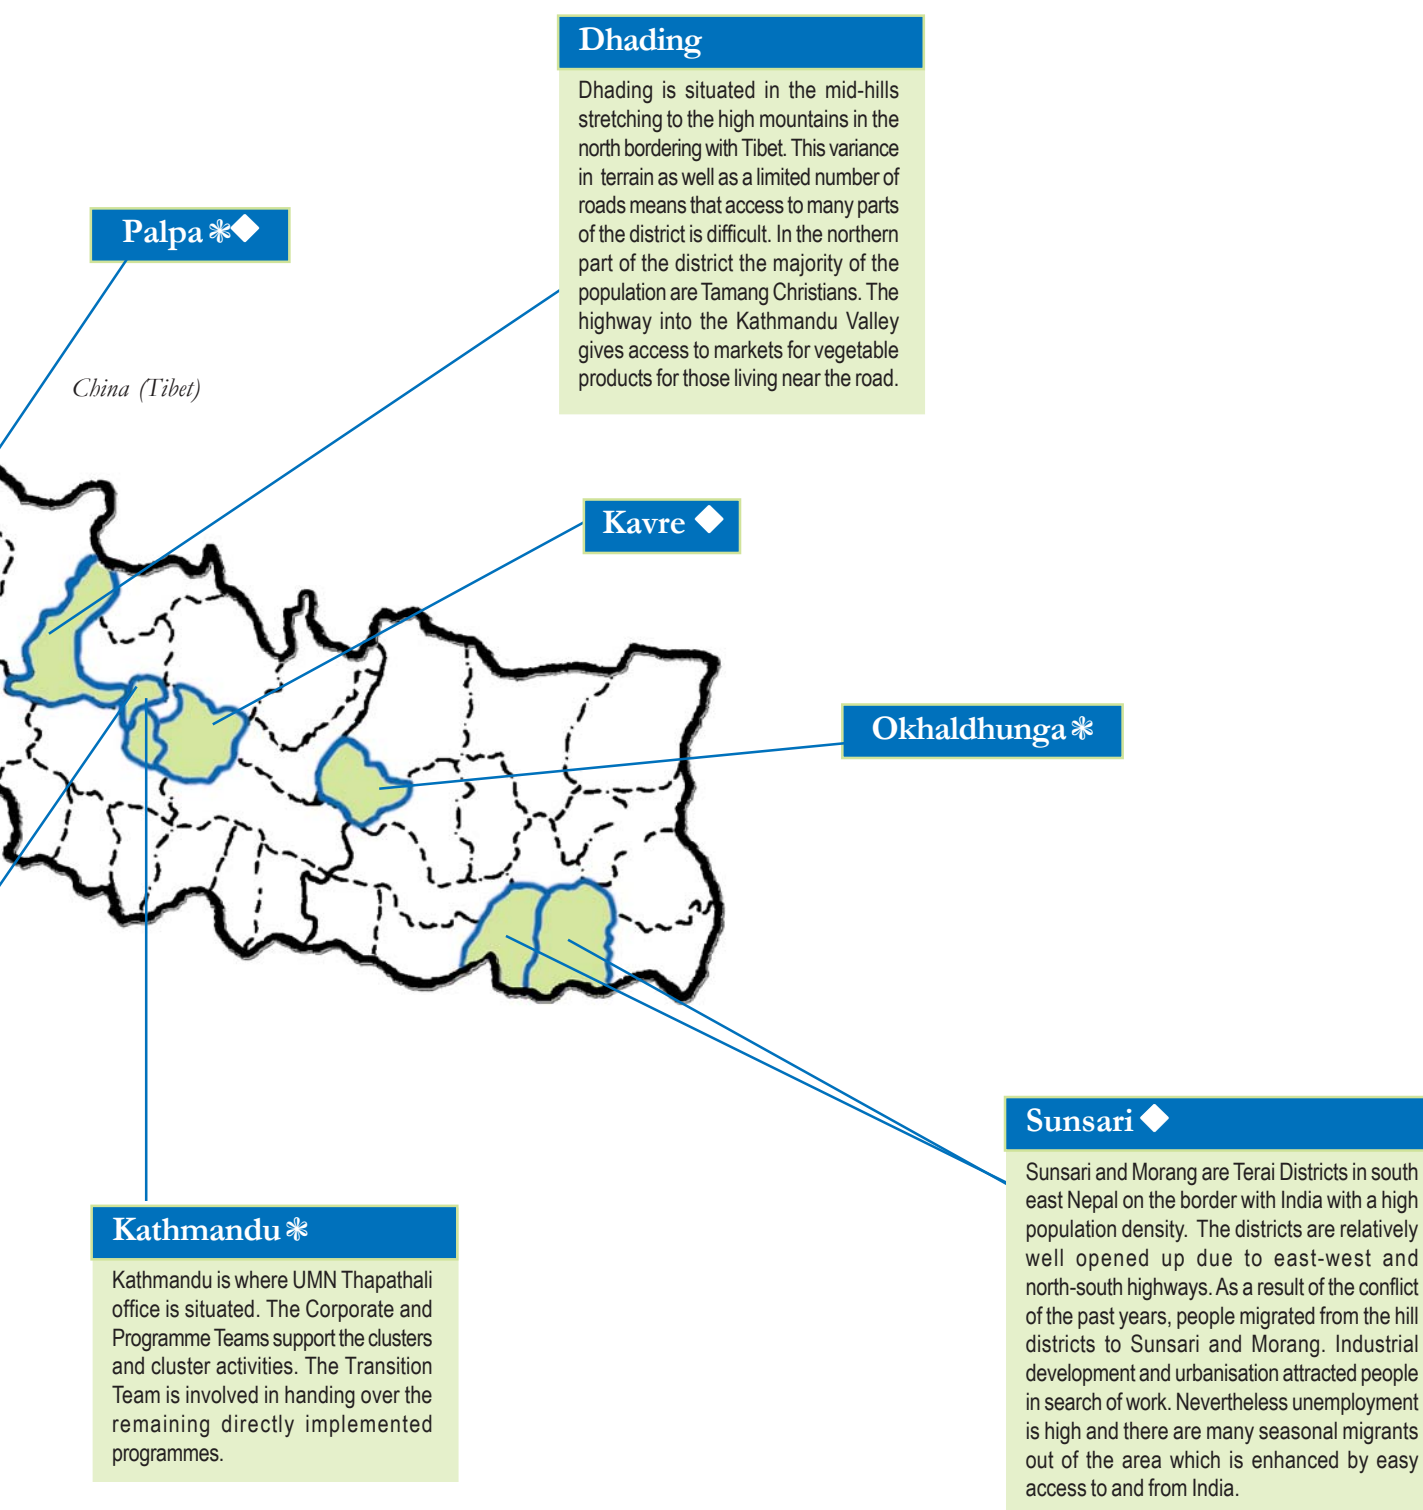 Dhading
Dhading is situated in the mid-hills
stretching to the high mountains in the
north bordering with Tibet. This variance
in terrain as well as a limited number of
roads means that access to many parts
of the district is difficult. In the northern
part of the district the majority of the
population are Tamang Christians. The
highway into the Kathmandu Valley
gives access to markets for vegetable
products for those living near the road.
Palpa ❃◆
China (Tibet)
Kavre ◆
Okhaldhunga ❃
Sunsari ◆
Sunsari and Morang are Terai Districts in south
east Nepal on the border with India with a high
population density. The districts are relatively
well opened up due to east-west and
north-south highways. As a result of the conflict
of the past years, people migrated from the hill
districts to Sunsari and Morang. Industrial
development and urbanisation attracted people
in search of work. Nevertheless unemployment
is high and there are many seasonal migrants
out of the area which is enhanced by easy
access to and from India.
Kathmandu ❃
Kathmandu is where UMN Thapathali
office is situated. The Corporate and
Programme Teams support the clusters
and cluster activities. The Transition
Team is involved in handing over the
remaining directly implemented
programmes.